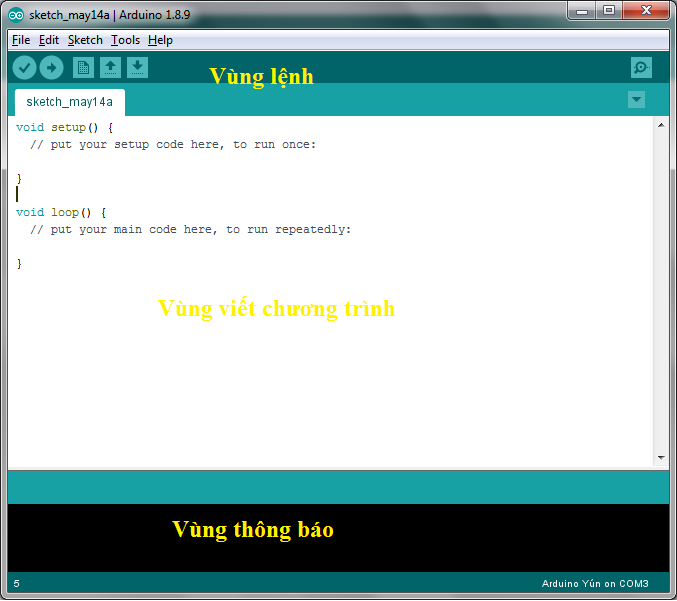 sketch_may14a | Arduino 1.8.9
File Edit Sketch Tools Help
Vùng lệnh
sketch_may14a
void setup() {
// put your setup code here, to run once:
}
void loop() {
// put your main code here, to run repeatedly:
}
Vùng viết chương trình
Vùng thông báo
5 Arduino Yún on COM3